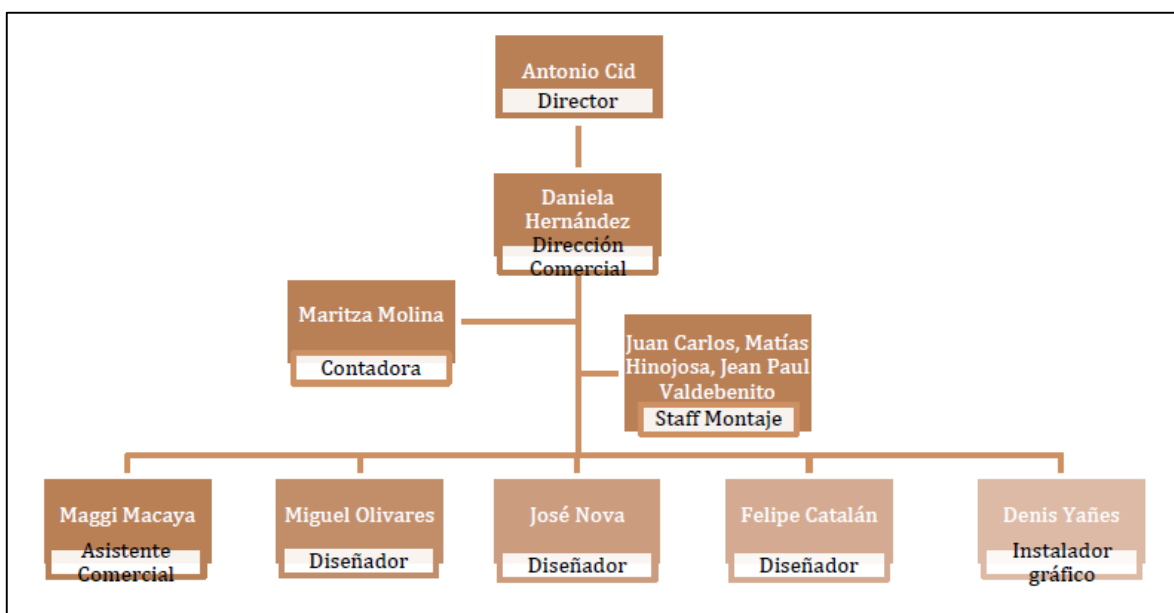 Antonio Cid
Director
Daniela
Hernández
Dirección
Comercial
Maritza Molina
Contadora
Juan Carlos, Matías
Hinojosa, Jean Paul
Valdebenito
Staff Montaje
Maggi Macaya
Asistente
Comercial
Miguel Olivares
Diseñador
José Nova
Diseñador
Felipe Catalán
Diseñador
Denis Yañes
Instalador
gráfico